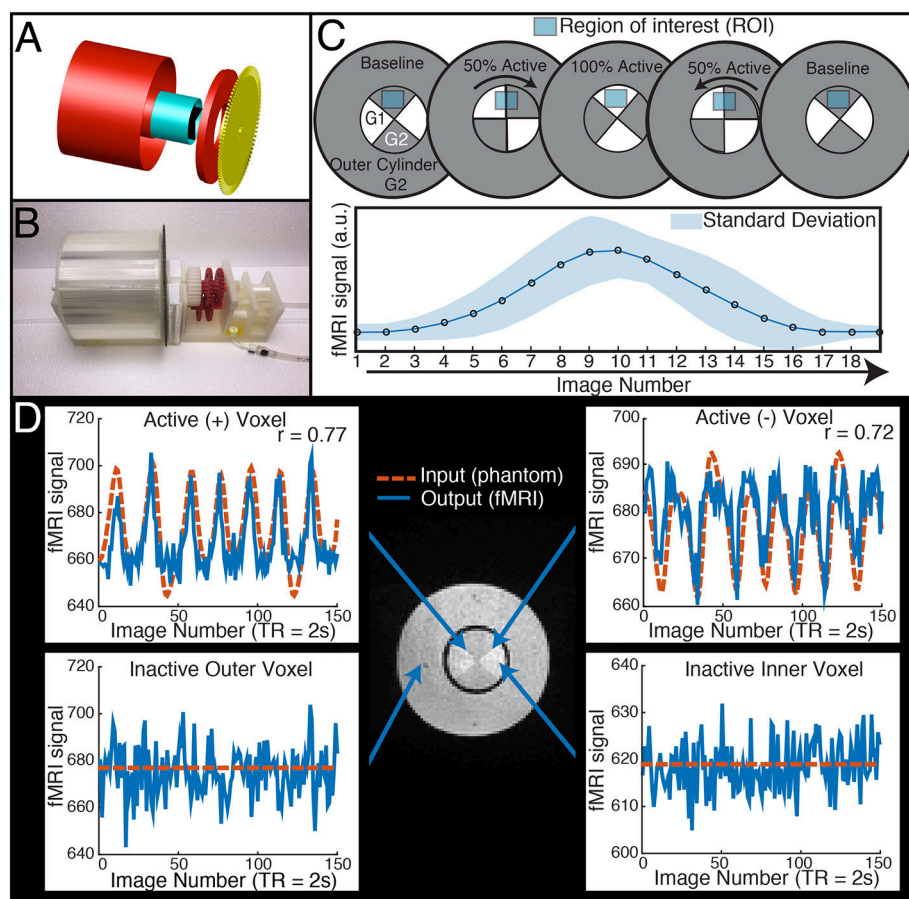 A
B
C
Region of interest (ROI)
Baseline
50% Active
100% Active
50% Active
Baseline
G1
G2
Outer Cylinder
G2
fMRI signal (a.u.)
Standard Deviation
1 2 3 4 5 6 7 8 9 10 11 12 13 14 15 16 17 18
Image Number
D
Active (+) Voxel
r = 0.77
fMRI signal
720
700
680
660
640
0 50 100 150
Image Number (TR = 2s)
Input (phantom)
Output (fMRI)
Active (-) Voxel
r = 0.72
fMRI signal
700
690
680
670
660
0 50 100 150
Image Number (TR = 2s)
Inactive Outer Voxel
fMRI signal
720
700
680
660
640
0 50 100 150
Image Number (TR = 2s)
Inactive Inner Voxel
fMRI signal
640
630
620
610
600
0 50 100 150
Image Number (TR = 2s)